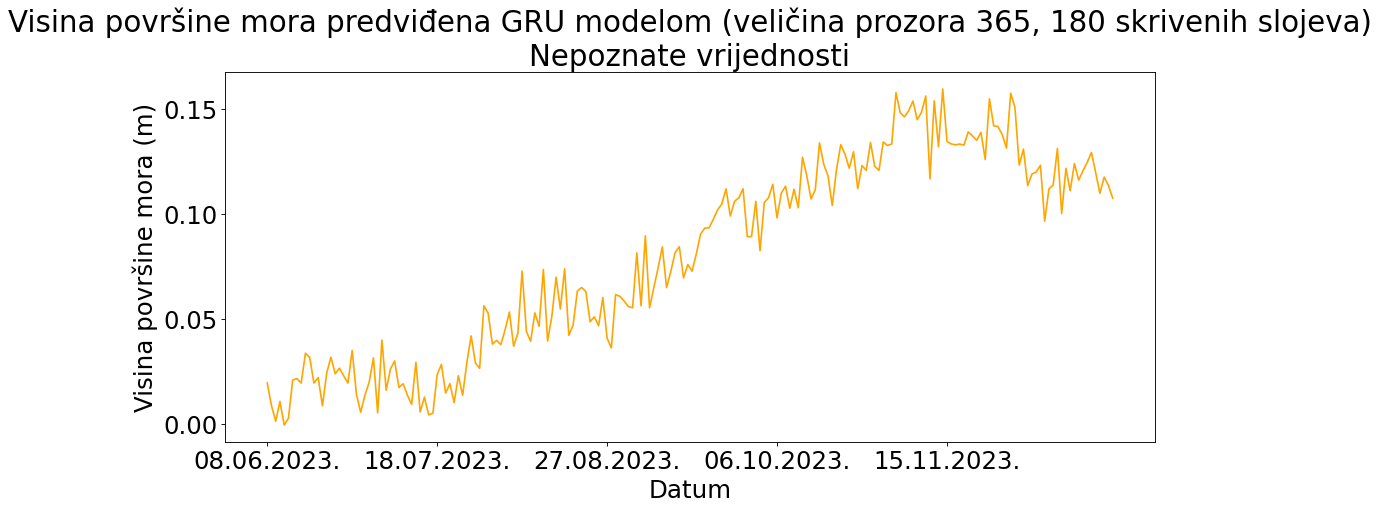 Visina površine mora predviđena GRU modelom (veličina prozora 365, 180 skrivenih slojeva)
Nepoznate vrijednosti
Visina površine mora (m)
0.15
0.10
0.05
0.00
08.06.2023. 18.07.2023. 27.08.2023. 06.10.2023. 15.11.2023.
Datum